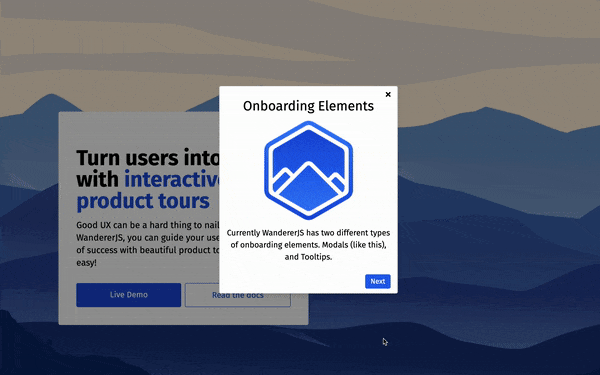 Onboarding Elements
Currently WandererJS has two different types
of onboarding elements. Modals (like this),
and Tooltips.
Next
Turn users into
with interactive
product tours
Good UX can be a hard thing to nail
WandererJS, you can guide your use
of success with beautiful product to
easy!
Live Demo
Read the docs